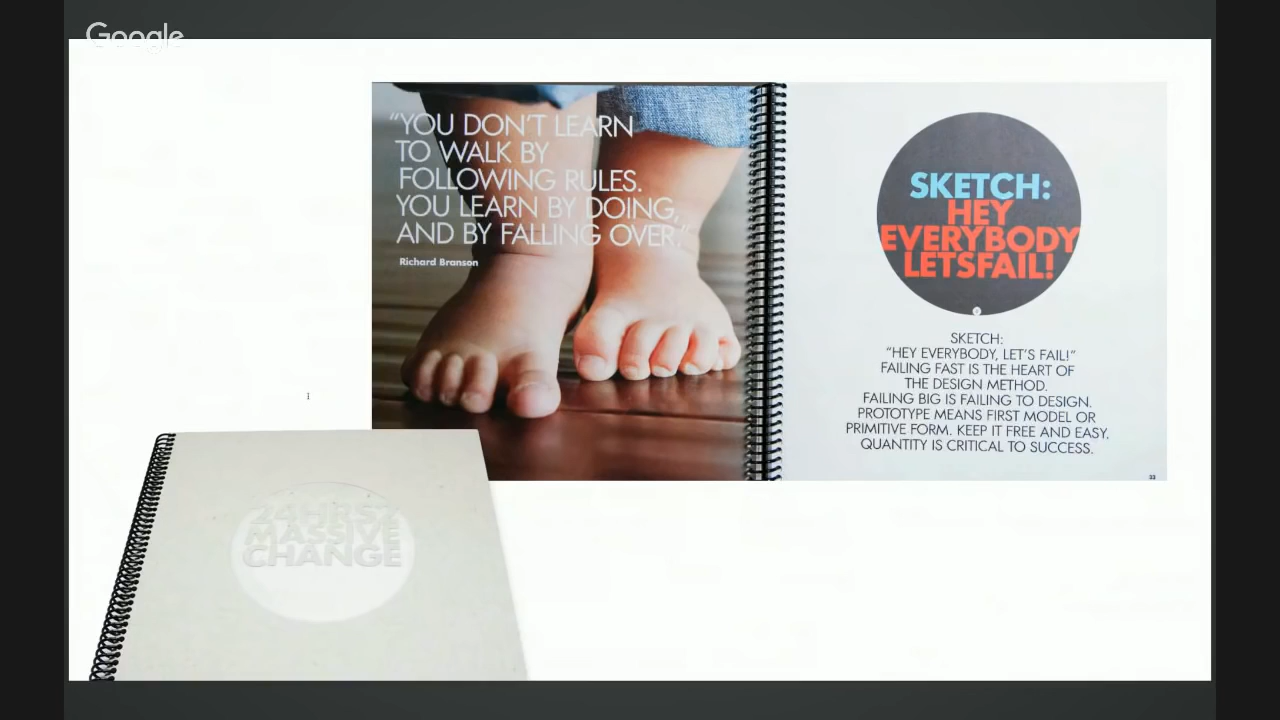 Google
“YOU DON’T LEARN
TO WALK BY
FOLLOWING RULES.
YOU LEARN BY DOING,
AND BY FALLING OVER.”
Richard Branson
SKETCH:
HEY
EVERYBODY
LETSFAIL!
SKETCH:
“HEY EVERYBODY, LET’S FAIL!”
FAILING FAST IS THE HEART OF
THE DESIGN METHOD.
FAILING BIG IS FAILING TO DESIGN.
PROTOTYPE MEANS FIRST MODEL OR
PRIMITIVE FORM. KEEP IT FREE AND EASY.
QUANTITY IS CRITICAL TO SUCCESS.
33
MASSIVE
CHANGE